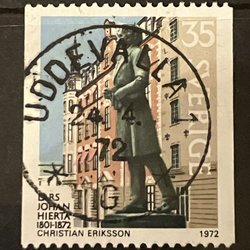 35
SVERIGE
UDDEVALLA
24.4.
72
* G
LARS
JOHAN
HIERTA
1801-1872
CHRISTIAN ERIKSSON
1972